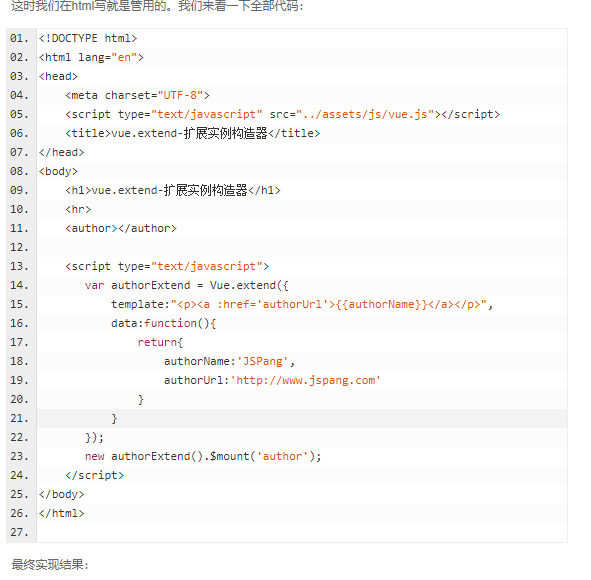 这时我们在html写就是管用的。我们来看一下全部代码：
01. <!DOCTYPE html>
02. <html lang="en">
03. <head>
04.     <meta charset="UTF-8">
05.     <script type="text/javascript" src="../assets/js/vue.js"></script>
06.     <title>vue.extend-扩展实例构造器</title>
07. </head>
08. <body>
09.     <h1>vue.extend-扩展实例构造器</h1>
10.     <hr>
11.     <author></author>
12.
13.     <script type="text/javascript">
14.        var authorExtend = Vue.extend({
15.            template:"<p><a :href='authorUrl'>{{authorName}}</a></p>",
16.            data:function(){
17.                return{
18.                    authorName:'JSPang',
19.                    authorUrl:'http://www.jspang.com'
20.                }
21.            }
22.        });
23.        new authorExtend().$mount('author');
24.     </script>
25. </body>
26. </html>
27.
最终实现结果：